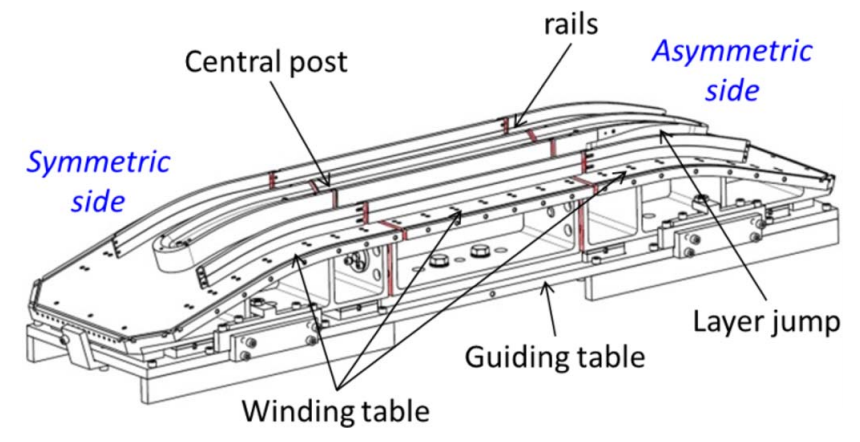 rails
Asymmetric
side
Central post
Symmetric
side
Layer jump
Guiding table
Winding table